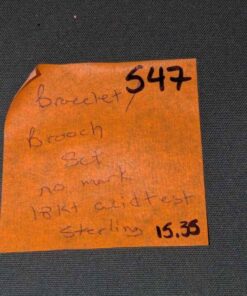 547
Bracelet/
Brooch
Set
no mark
18Kt acid test
Sterling 15.35